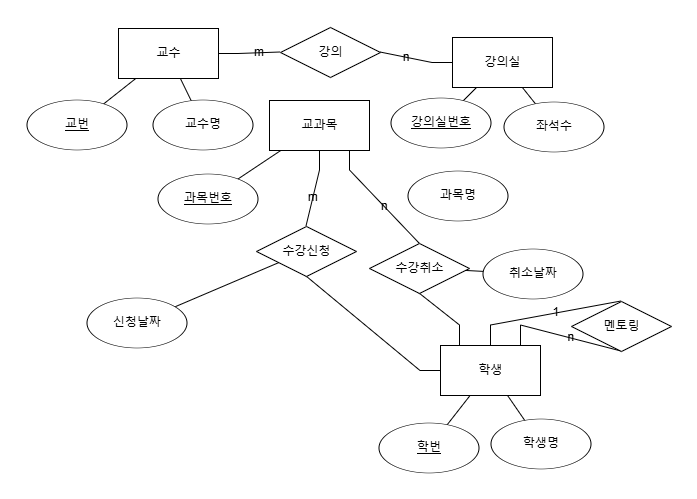 교수
m
강의
n
강의실
교번
교수명
교과목
강의실번호
좌석수
과목번호
m
n
과목명
수강신청
수강취소
취소날짜
신청날짜
1
멘토링
n
학생
학번
학생명